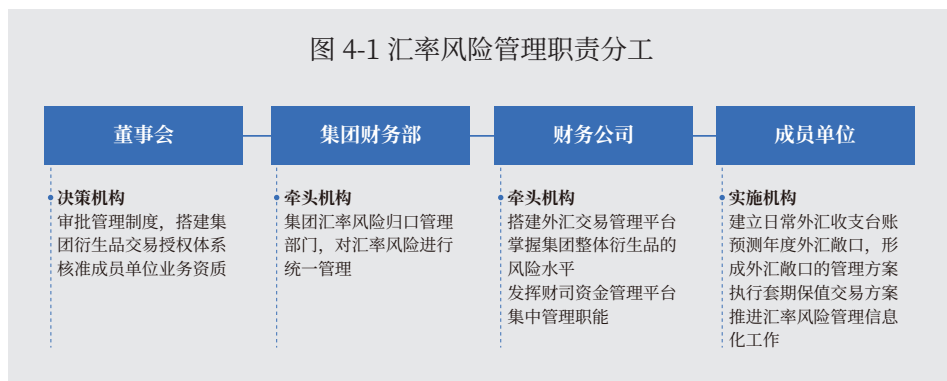 图 4-1 汇率风险管理职责分工
董事会
集团财务部
财务公司
成员单位
决策机构
审批管理制度，搭建集
团衍生品交易授权体系
核准成员单位业务资质
牵头机构
集团汇率风险归口管理
部门，对汇率风险进行
统一管理
牵头机构
搭建外汇交易管理平台
掌握集团整体衍生品的
风险水平
发挥财司资金管理平台
集中管理职能
实施机构
建立日常外汇收支台账
预测年度外汇敞口，形
成外汇敞口的管理方案
执行套期保值交易方案
推进汇率风险管理信息
化工作